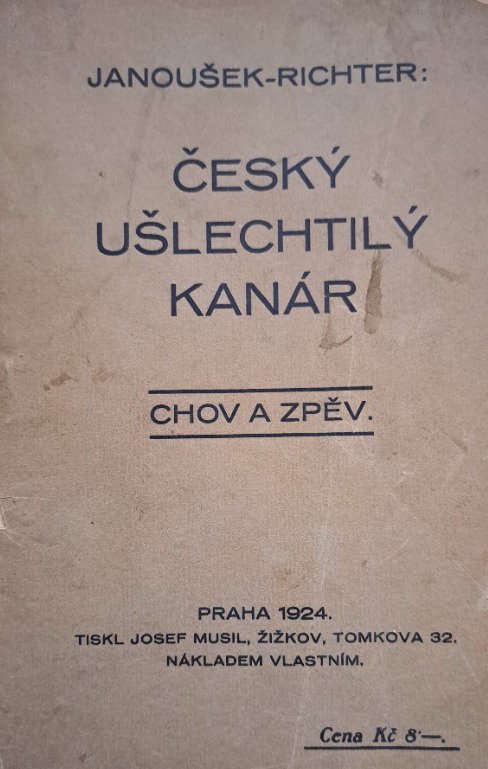 JANOUŠEK-RICHTER:
ČESKÝ
UŠLECHTILÝ
KANÁR
CHOV A ZPĚV.
PRAHA 1924.
TISKL JOSEF MUSIL, ŽIŽKOV, TOMKOVA 32.
NÁKLADEM VLASTNÍM.
Cena Kč 8·—.